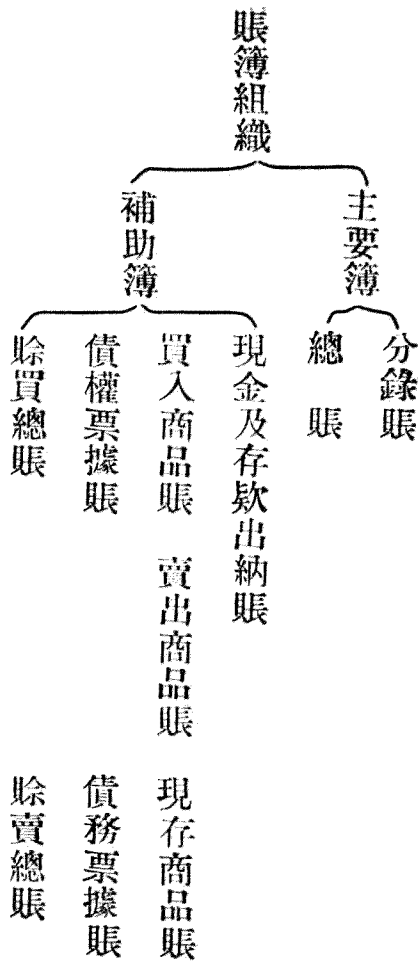 賬簿組織
主要簿
分錄賬
總賬
補助簿
現金及存欵出納賬
買入商品賬 賣出商品賬 現存商品賬
債權票據賬 債務票據賬
賒買總賬 賒賣總賬